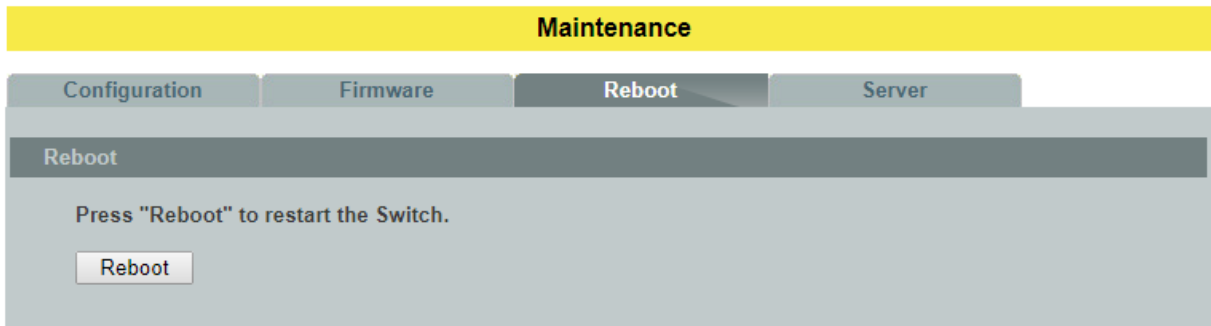 Maintenance
Configuration Firmware Reboot Server
Reboot
Press "Reboot" to restart the Switch.
Reboot